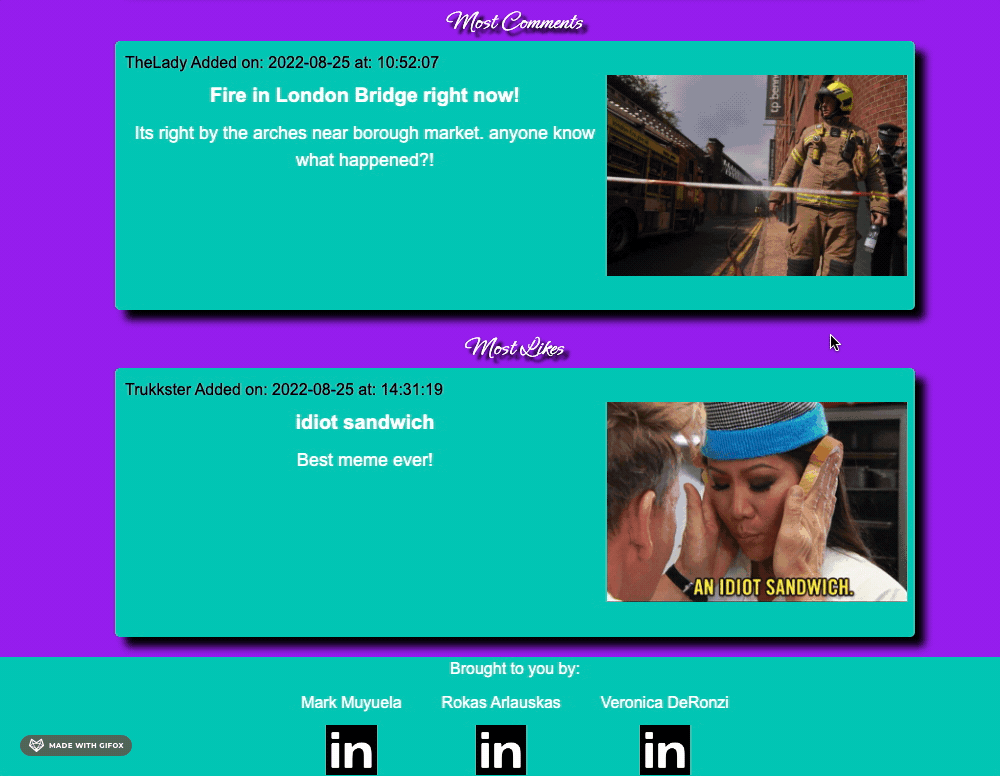 Most Comments
TheLady Added on: 2022-08-25 at: 10:52:07
Fire in London Bridge right now!
Its right by the arches near borough market. anyone know
what happened?!
Most Likes
Trukkster Added on: 2022-08-25 at: 14:31:19
idiot sandwich
Best meme ever!
AN IDIOT SANDWICH.
Brought to you by:
Mark Muyuela Rokas Arlauskas Veronica DeRonzi
in in in
MADE WITH GIFOX